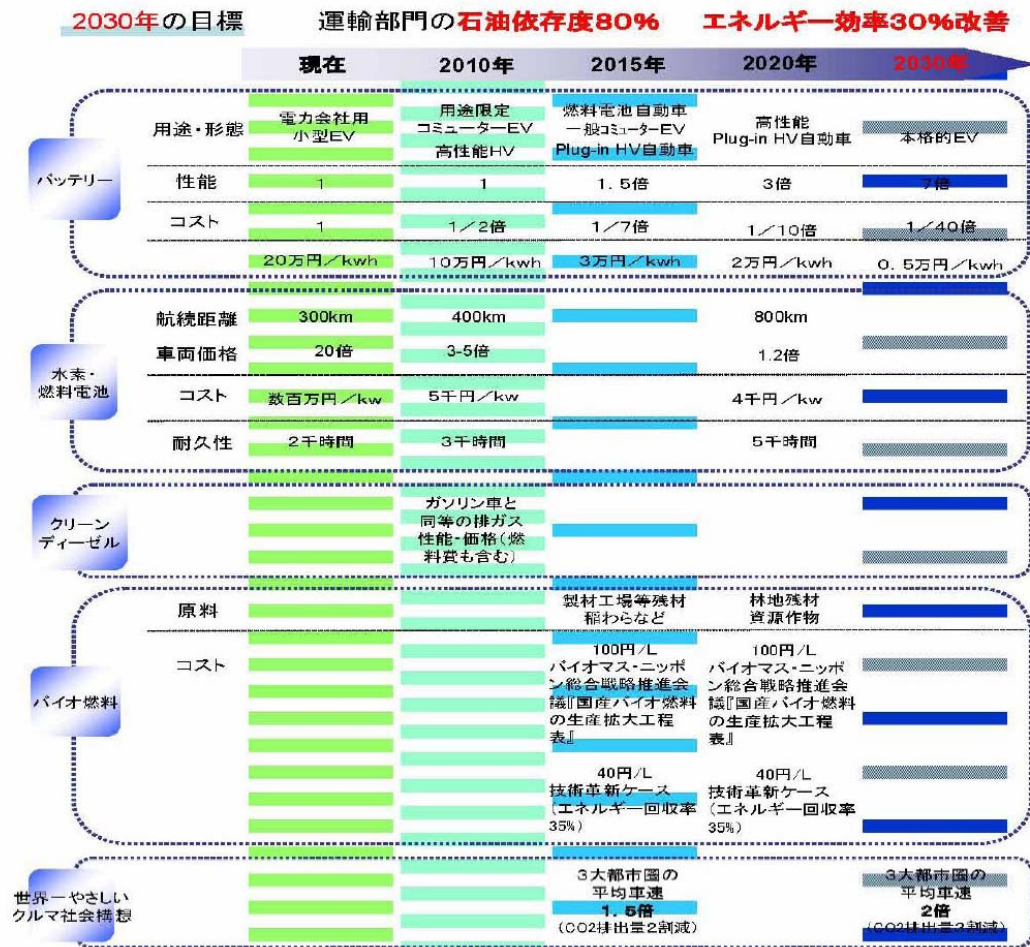 2030年の目標 運輸部門の石油依存度80% エネルギー効率30%改善
現在 2010年 2015年 2020年 2030年
バッテリー
用途・形態
電力会社用
小型EV
用途限定
コミューターEV
高性能HV
燃料電池自動車
一般コミューターEV
Plug-in HV自動車
高性能
Plug-in HV自動車
本格的EV
性能 1 1 1.5倍 3倍 7倍
コスト 1 1/2倍 1/7倍 1/10倍 1/40倍
20万円/kwh 10万円/kwh 3万円/kwh 2万円/kwh 0.5万円/kwh
水素・
燃料電池
航続距離 300km 400km 800km
車両価格 20倍 3-5倍 1.2倍
コスト 数百万円/kw 5千円/kw 4千円/kw
耐久性 2千時間 3千時間 5千時間
クリーン
ディーゼル
ガソリン車と
同等の排ガス
性能・価格(燃
料費も含む)
バイオ燃料
原料
製材工場等残材
稲わらなど
林地残材
資源作物
コスト
100円/L
バイオマス・ニッポ
ン総合戦略推進会
議『国産バイオ燃料
の生産拡大工程
表』
40円/L
技術革新ケース
(エネルギー回収率
35%)
100円/L
バイオマス・ニッポ
ン総合戦略推進会
議『国産バイオ燃料
の生産拡大工程
表』
40円/L
技術革新ケース
(エネルギー回収率
35%)
世界一やさしい
クルマ社会構想
3大都市圏の
平均車速
1.5倍
(CO2排出量2割減)
3大都市圏の
平均車速
2倍
(CO2排出量3割減)